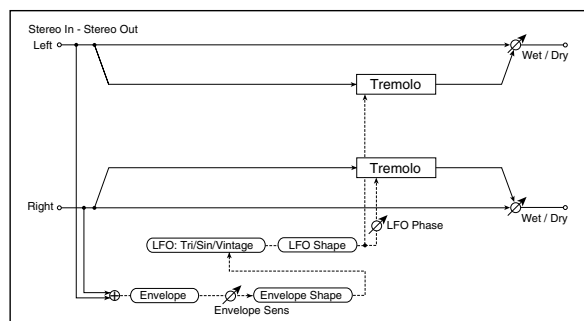 Stereo In - Stereo Out
Left
Wet / Dry
Tremolo
Tremolo
Right
Wet / Dry
LFO Phase
LFO: Tri/Sin/Vintage
LFO Shape
Envelope
Envelope Shape
Envelope Sens